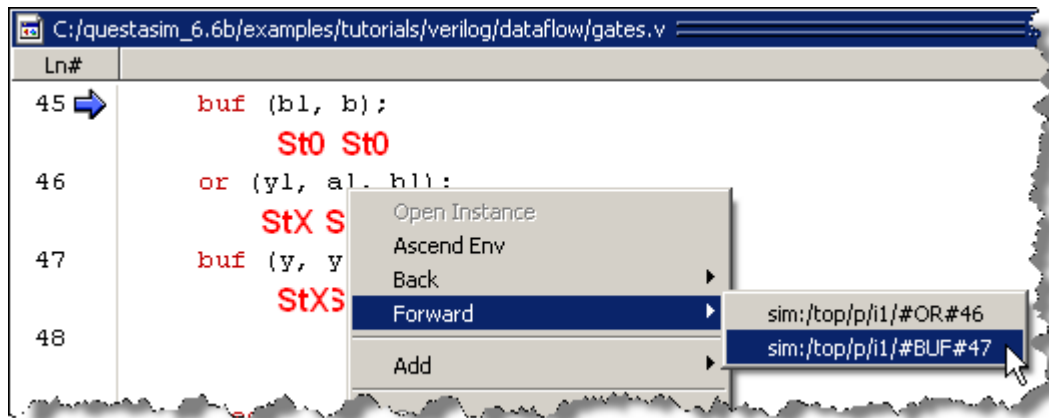 C:/questasim_6.6b/examples/tutorials/verilog/dataflow/gates.v
Ln#
45 buf (b1, b);
St0 St0
46 or (y1, a1, b1);
StX S
Open Instance
Ascend Env
47 buf (y, y
Back
StX
Forward
sim:/top/p/i1/#OR#46
48
sim:/top/p/i1/#BUF#47
Add